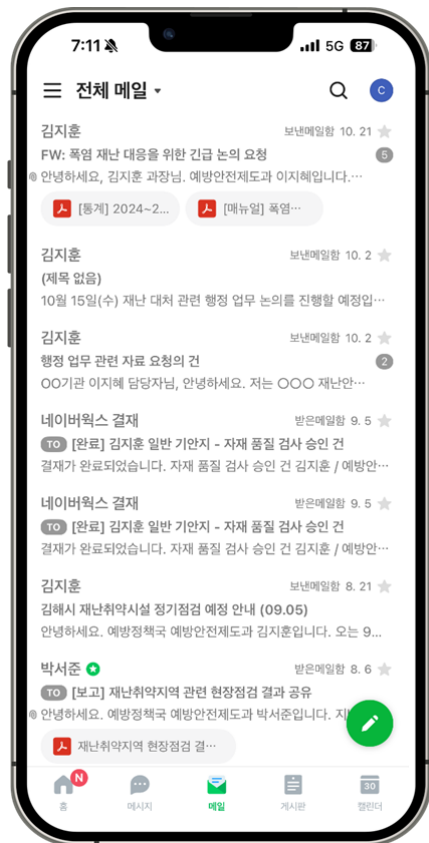 7:11 5G 87
전체 메일 C
김지훈 보낸메일함 10. 21
FW: 폭염 재난 대응을 위한 긴급 논의 요청 5
안녕하세요, 김지훈 과장님. 예방안전제도과 이지혜입니다.…
[통계] 2024~2... [매뉴얼] 폭염…
김지훈 보낸메일함 10. 2
(제목 없음)
10월 15일(수) 재난 대처 관련 행정 업무 논의를 진행할 예정입…
김지훈 보낸메일함 10. 2
행정 업무 관련 자료 요청의 건 2
OO기관 이지혜 담당자님, 안녕하세요. 저는 OOO 재난안…
네이버웍스 결재 받은메일함 9. 5
TO [완료] 김지훈 일반 기안지 - 자재 품질 검사 승인 건
결재가 완료되었습니다. 자재 품질 검사 승인 건 김지훈 / 예방안…
네이버웍스 결재 받은메일함 9. 5
TO [완료] 김지훈 일반 기안지 - 자재 품질 검사 승인 건
결재가 완료되었습니다. 자재 품질 검사 승인 건 김지훈 / 예방안…
김지훈 보낸메일함 8. 21
김해시 재난취약시설 정기점검 예정 안내 (09.05)
안녕하세요. 예방정책국 예방안전제도과 김지훈입니다. 오는 9...
박서준 받은메일함 8. 6
TO [보고] 재난취약지역 관련 현장점검 결과 공유
안녕하세요. 예방정책국 예방안전제도과 박서준입니다.
재난취약지역 현장점검 결…
N 30
홈 메시지 메일 게시판 캘린더